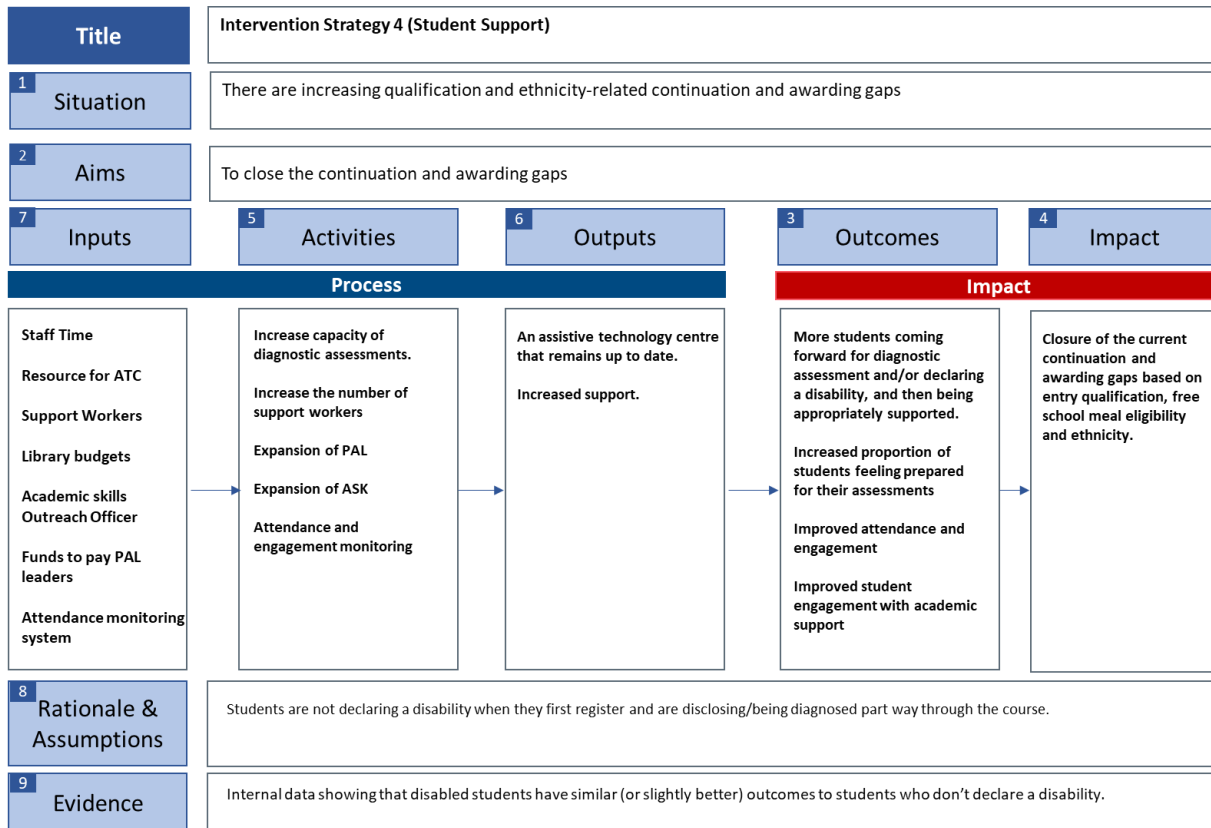 Title
Intervention Strategy 4 (Student Support)
1
Situation
There are increasing qualification and ethnicity-related continuation and awarding gaps
2
Aims
To close the continuation and awarding gaps
7
Inputs
5
Activities
6
Outputs
3
Outcomes
4
Impact
Process
Impact
Staff Time
Resource for ATC
Support Workers
Library budgets
Academic skills
Outreach Officer
Funds to pay PAL
leaders
Attendance monitoring
system
Increase capacity of
diagnostic assessments.
Increase the number of
support workers
Expansion of PAL
Expansion of ASK
Attendance and
engagement monitoring
An assistive technology centre
that remains up to date.
Increased support.
More students coming
forward for diagnostic
assessment and/or declaring
a disability, and then being
appropriately supported.
Increased proportion of
students feeling prepared
for their assessments
Improved attendance and
engagement
Improved student
engagement with academic
support
Closure of the current
continuation and
awarding gaps based on
entry qualification, free
school meal eligibility
and ethnicity.
8
Rationale &
Assumptions
Students are not declaring a disability when they first register and are disclosing/being diagnosed part way through the course.
9
Evidence
Internal data showing that disabled students have similar (or slightly better) outcomes to students who don't declare a disability.